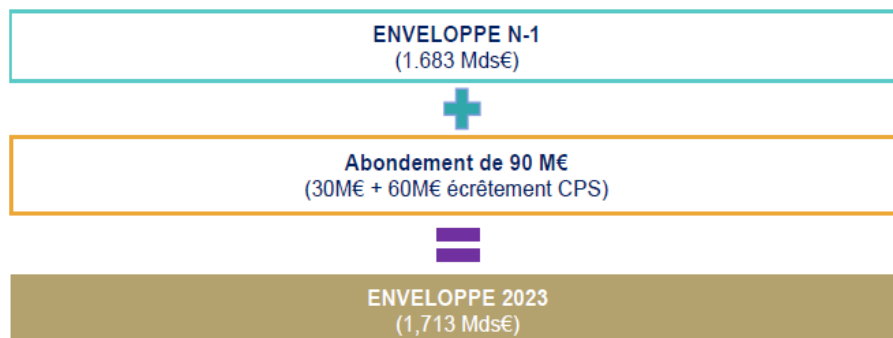 ENVELOPPE N-1
(1.683 Mds€)
Abondement de 90 M€
(30M€ + 60M€ écrêtement CPS)
ENVELOPPE 2023
(1,713 Mds€)